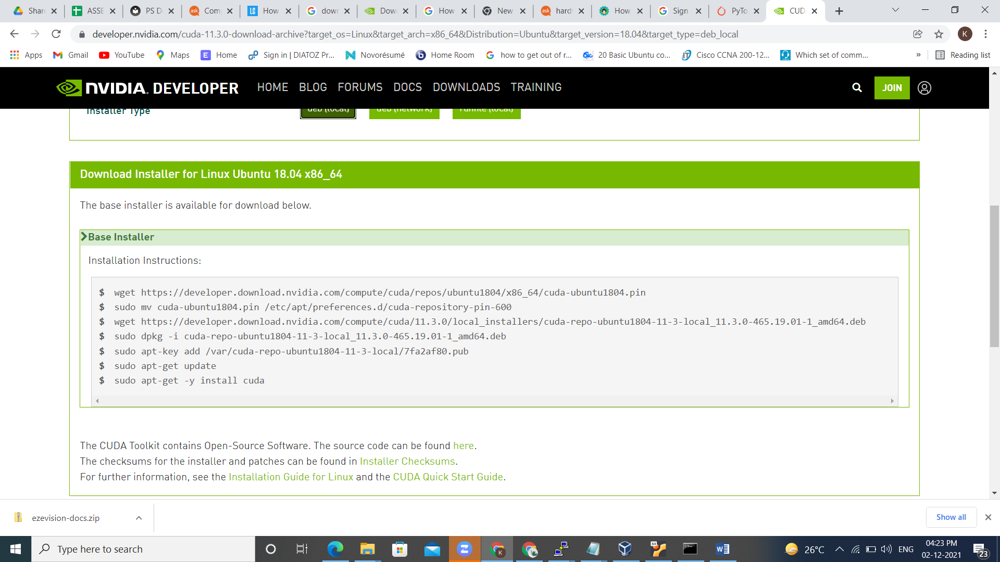 Shar
ASSE
PS D
ask
Com
LC
How
dow
Dow
How
New
ask
hard
How
Sign
PyTo
CUD
developer.nvidia.com/cuda-11.3.0-download-archive?target_os=Linux&target_arch=x86_64&Distribution=Ubuntu&target_version=18.04&target_type=deb_local
K
Apps
Gmail
YouTube
Maps
E Home
Sign in | DIATOZ Pr...
Novorésumé
Home Room
how to get out of r...
20 Basic Ubuntu co...
Cisco CCNA 200-12...
Which set of comm...
»
Reading list
NVIDIA. DEVELOPER
HOME BLOG FORUMS DOCS DOWNLOADS TRAINING
JOIN
Installer Type
deb (local)
deb (network)
runfile (local)
Download Installer for Linux Ubuntu 18.04 x86_64
The base installer is available for download below.
Base Installer
Installation Instructions:
$ wget https://developer.download.nvidia.com/compute/cuda/repos/ubuntu1804/x86_64/cuda-ubuntu1804.pin
$ sudo mv cuda-ubuntu1804.pin /etc/apt/preferences.d/cuda-repository-pin-600
$ wget https://developer.download.nvidia.com/compute/cuda/11.3.0/local_installers/cuda-repo-ubuntu1804-11-3-local_11.3.0-465.19.01-1_amd64.deb
$ sudo dpkg -i cuda-repo-ubuntu1804-11-3-local_11.3.0-465.19.01-1_amd64.deb
$ sudo apt-key add /var/cuda-repo-ubuntu1804-11-3-local/7fa2af80.pub
$ sudo apt-get update
$ sudo apt-get -y install cuda
The CUDA Toolkit contains Open-Source Software. The source code can be found here.
The checksums for the installer and patches can be found in Installer Checksums.
For further information, see the Installation Guide for Linux and the CUDA Quick Start Guide.
ezevision-docs.zip
Show all
Type here to search
26°C
ENG
04:23 PM
02-12-2021
23